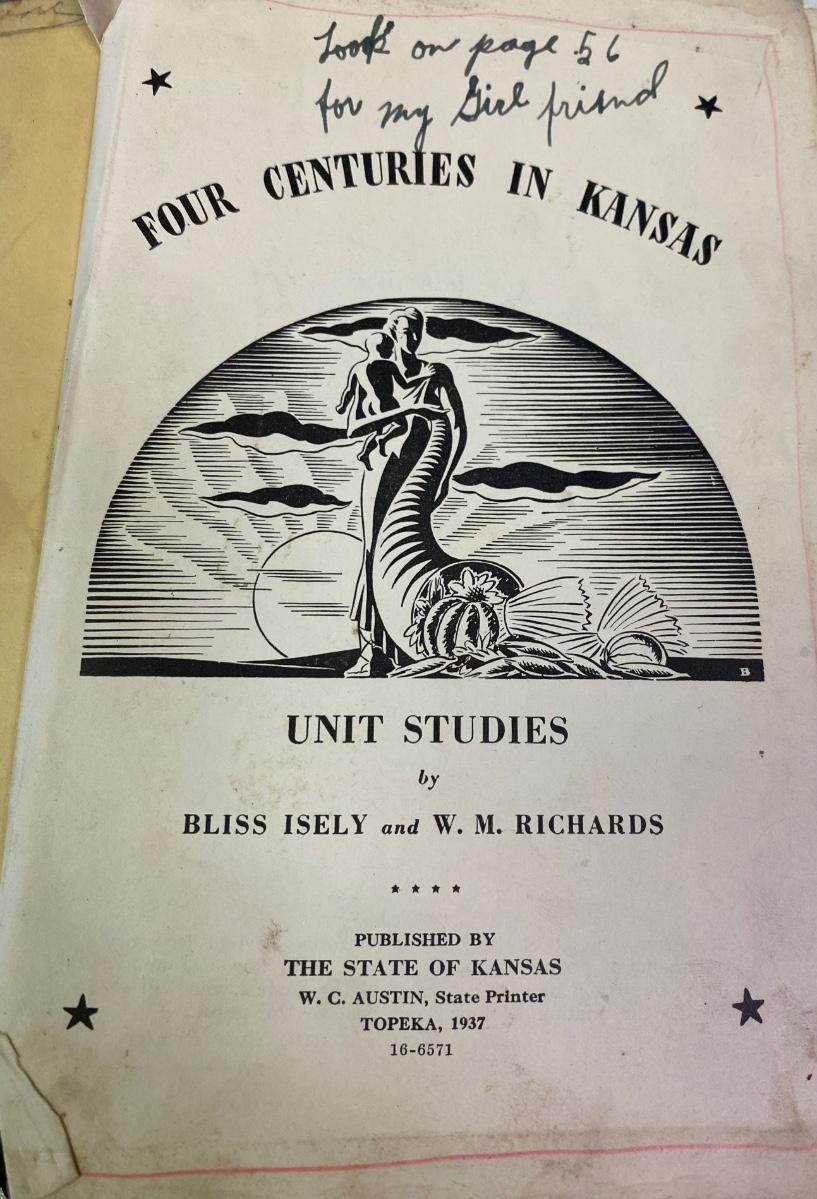 Look on page 56
for my Girl friend
FOUR CENTURIES IN KANSAS
B
UNIT STUDIES
by
BLISS ISELY and W. M. RICHARDS
PUBLISHED BY
THE STATE OF KANSAS
W. C. AUSTIN, State Printer
TOPEKA, 1937
16-6571